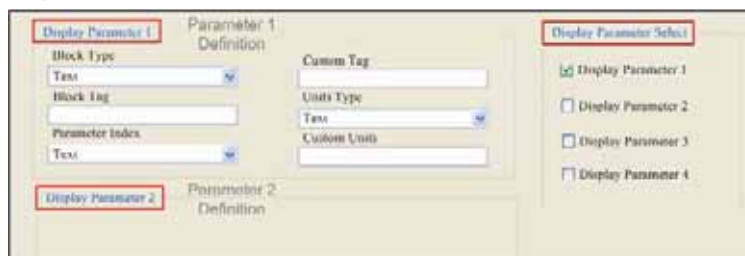 Display Parameter 1
Parameter 1
Definition
Block Type
Text
Block Tag
Parameter Index
Text
Custom Tag
Units Type
Text
Custom Units
Display Parameter 2
Parameter 2
Definition
Display Parameter Select
Display Parameter 1
Display Parameter 2
Display Parameter 3
Display Parameter 4